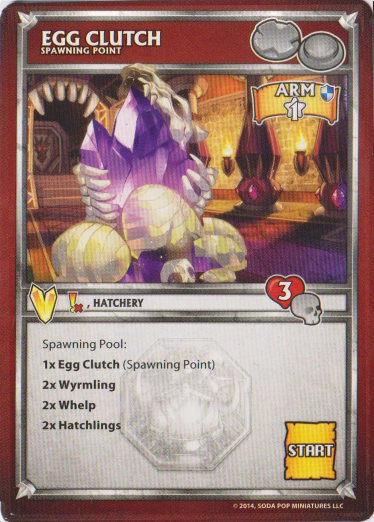 EGG CLUTCH
SPAWNING POINT
ARM
1
, HATCHERY
3
Spawning Pool:
1x Egg Clutch (Spawning Point)
2x Wyrmling
2x Whelp
2x Hatchlings
START
© 2014, SODA POP MINIATURES LLC